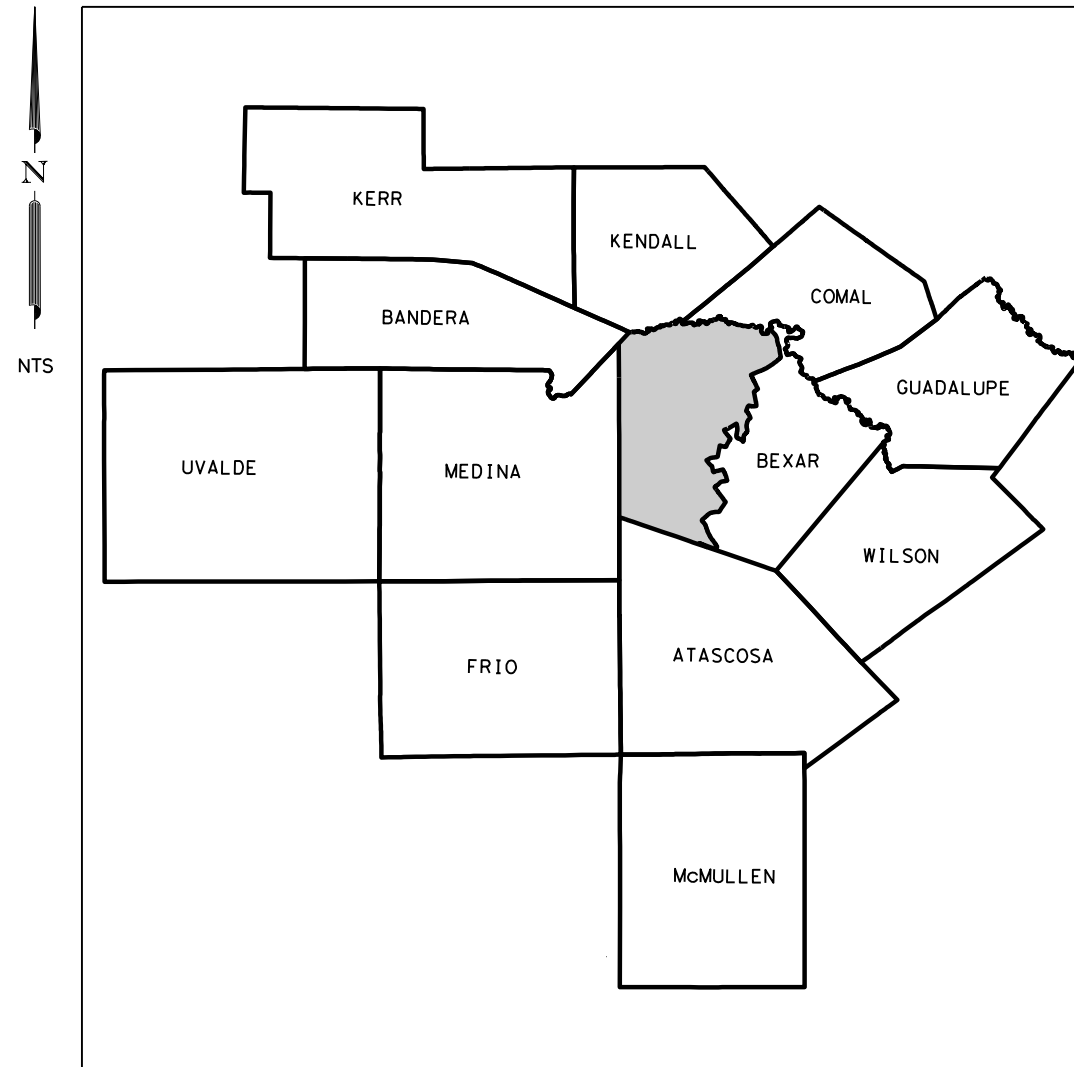 N
NTS
KERR
KENDALL
COMAL
BANDERA
GUADALUPE
UVALDE
MEDINA
BEXAR
WILSON
FRIO
ATASCOSA
McMULLEN